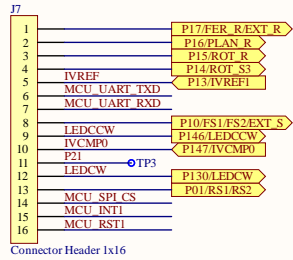 J7
1 P17/FER_R/EXT_R
2 P16/PLAN_R
3 P15/ROT_R
4 P14/ROT_S3
5 IVREF P13/IVREF1
6 MCU_UART_TXD
7 MCU_UART_RXD
8 P10/FS1/FS2/EXT_S
9 LEDCCW P146/LEDCCW
10 IVCMP0 P147/IVCMP0
11 P21 TP3
12 LEDCW P130/LEDCW
13 P01/RS1/RS2
14 MCU_SPI_CS
15 MCU_INT1
16 MCU_RST1
Connector Header 1x16